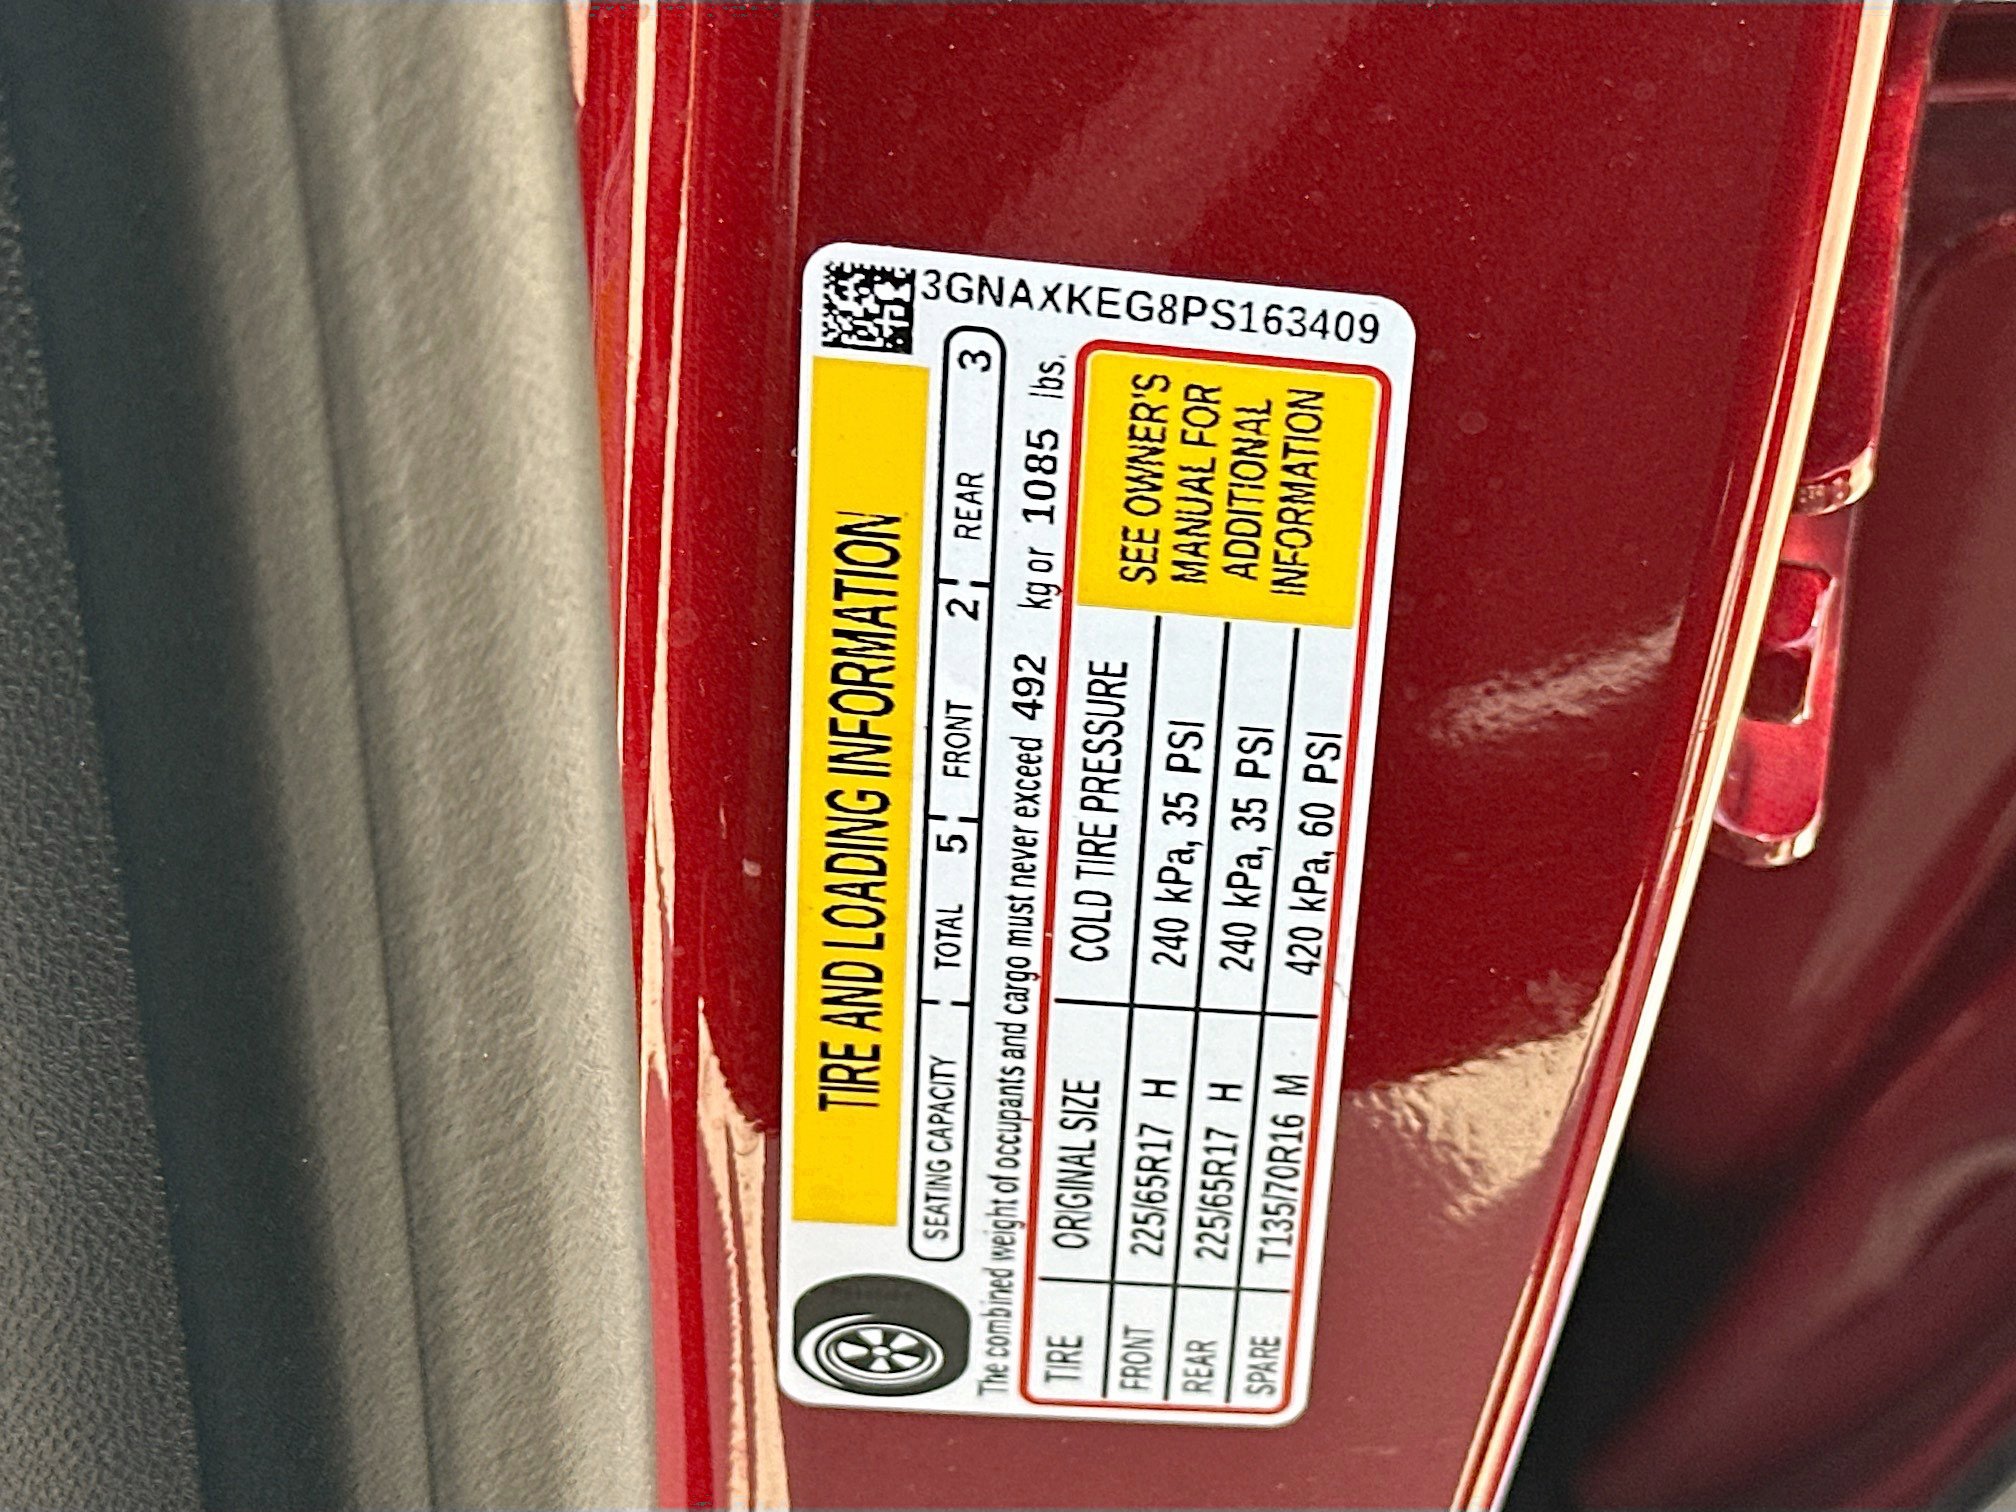 3GNAXKEG8PS163409
TIRE AND LOADING INFORMATION
SEATING CAPACITY TOTAL 5 FRONT 2 REAR 3
The combined weight of occupants and cargo must never exceed 492 kg or 1085 lbs.
TIRE ORIGINAL SIZE COLD TIRE PRESSURE
FRONT 225/65R17 H 240 kPa, 35 PSI
REAR 225/65R17 H 240 kPa, 35 PSI
SPARE T135/70R16 M 420 kPa, 60 PSI
SEE OWNER'S
MANUAL FOR
ADDITIONAL
INFORMATION